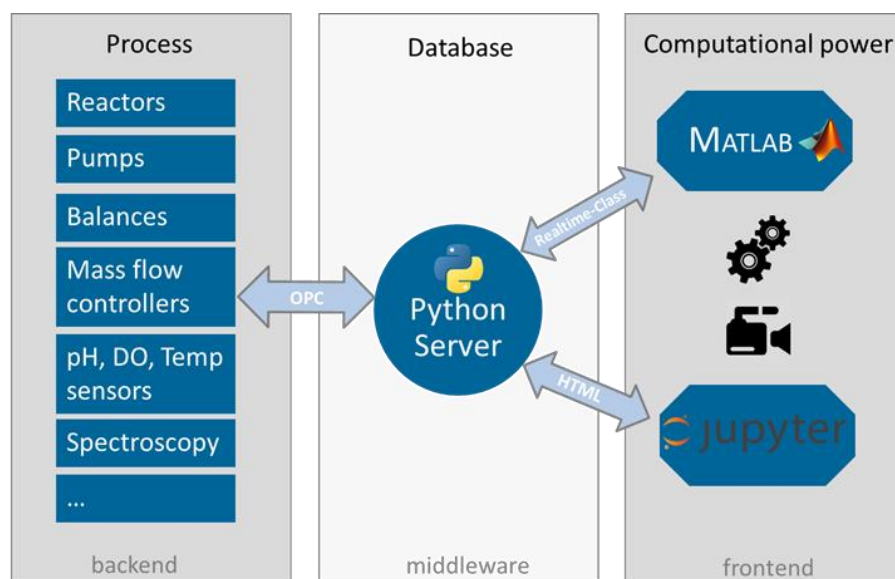 Process
Reactors
Pumps
Balances
Mass flow
controllers
pH, DO, Temp
sensors
Spectroscopy
...
backend
OPC
Database
Python
Server
middleware
Realtime-Class
HTML
Computational power
MATLAB
jupyter
frontend